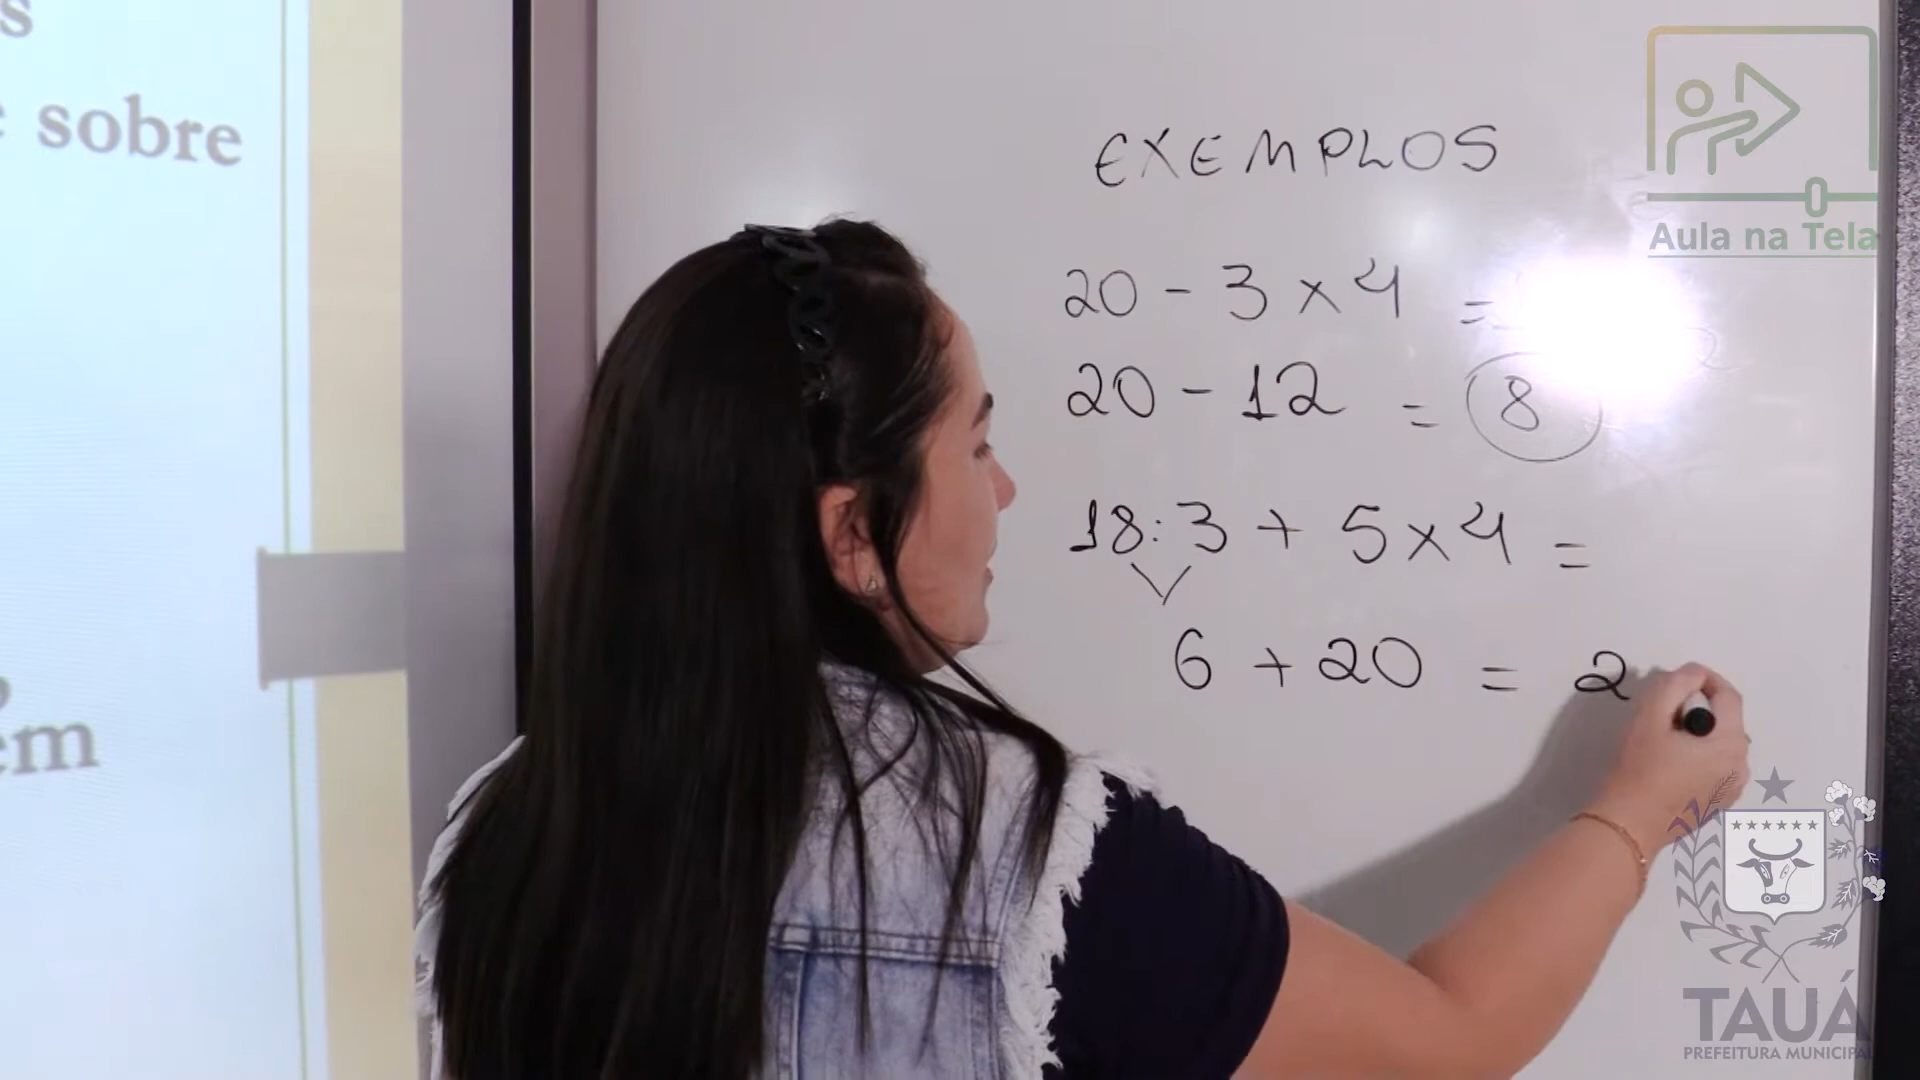 s
e sobre
em
EXEMPLOS
20 - 3 x 4 =
20 - 12 = 8
18:3 + 5 x 4 =
6 + 20 = 2
Aula na Tela
TAUÁ
PREFEITURA MUNICIPAL